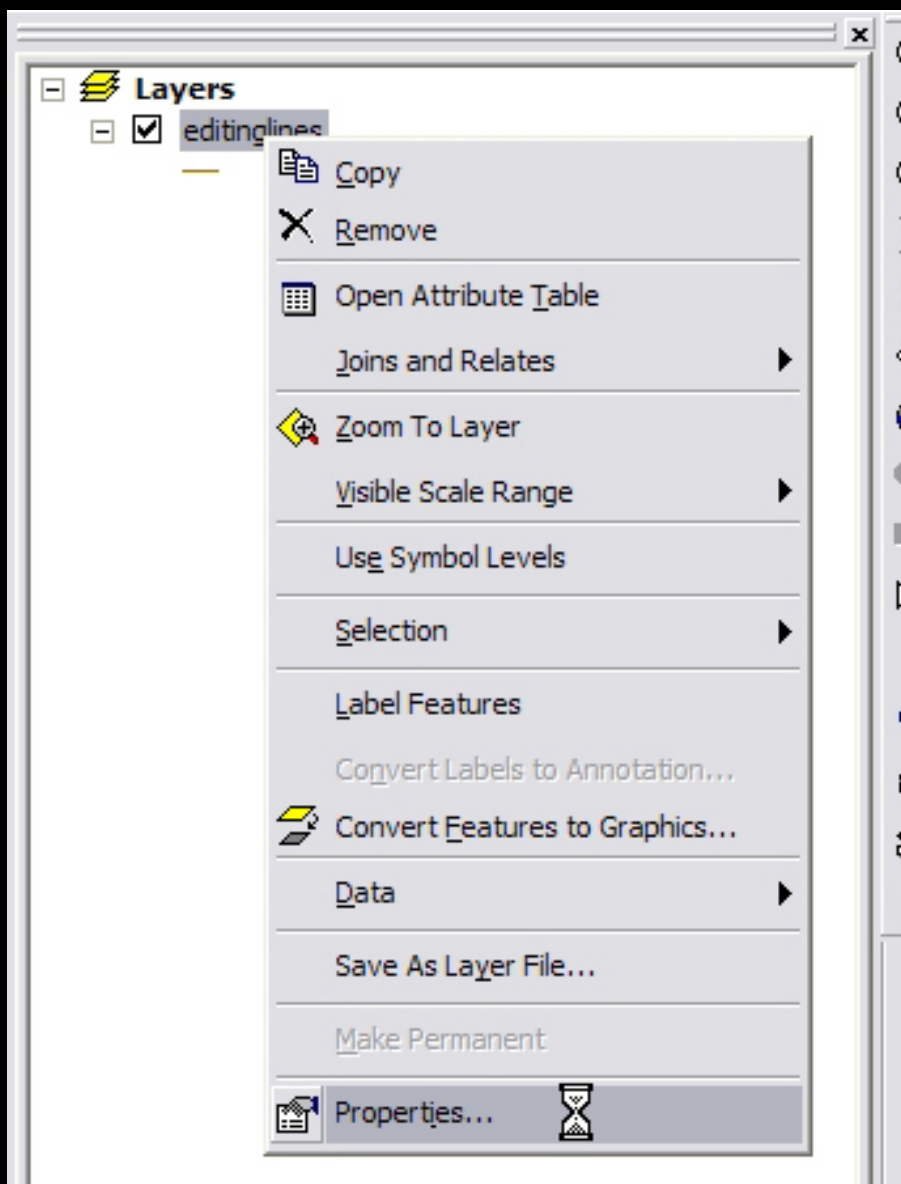 Layers
editinglines
Copy
Remove
Open Attribute Table
Joins and Relates
Zoom To Layer
Visible Scale Range
Use Symbol Levels
Selection
Label Features
Convert Labels to Annotation...
Convert Features to Graphics...
Data
Save As Layer File...
Make Permanent
Properties...